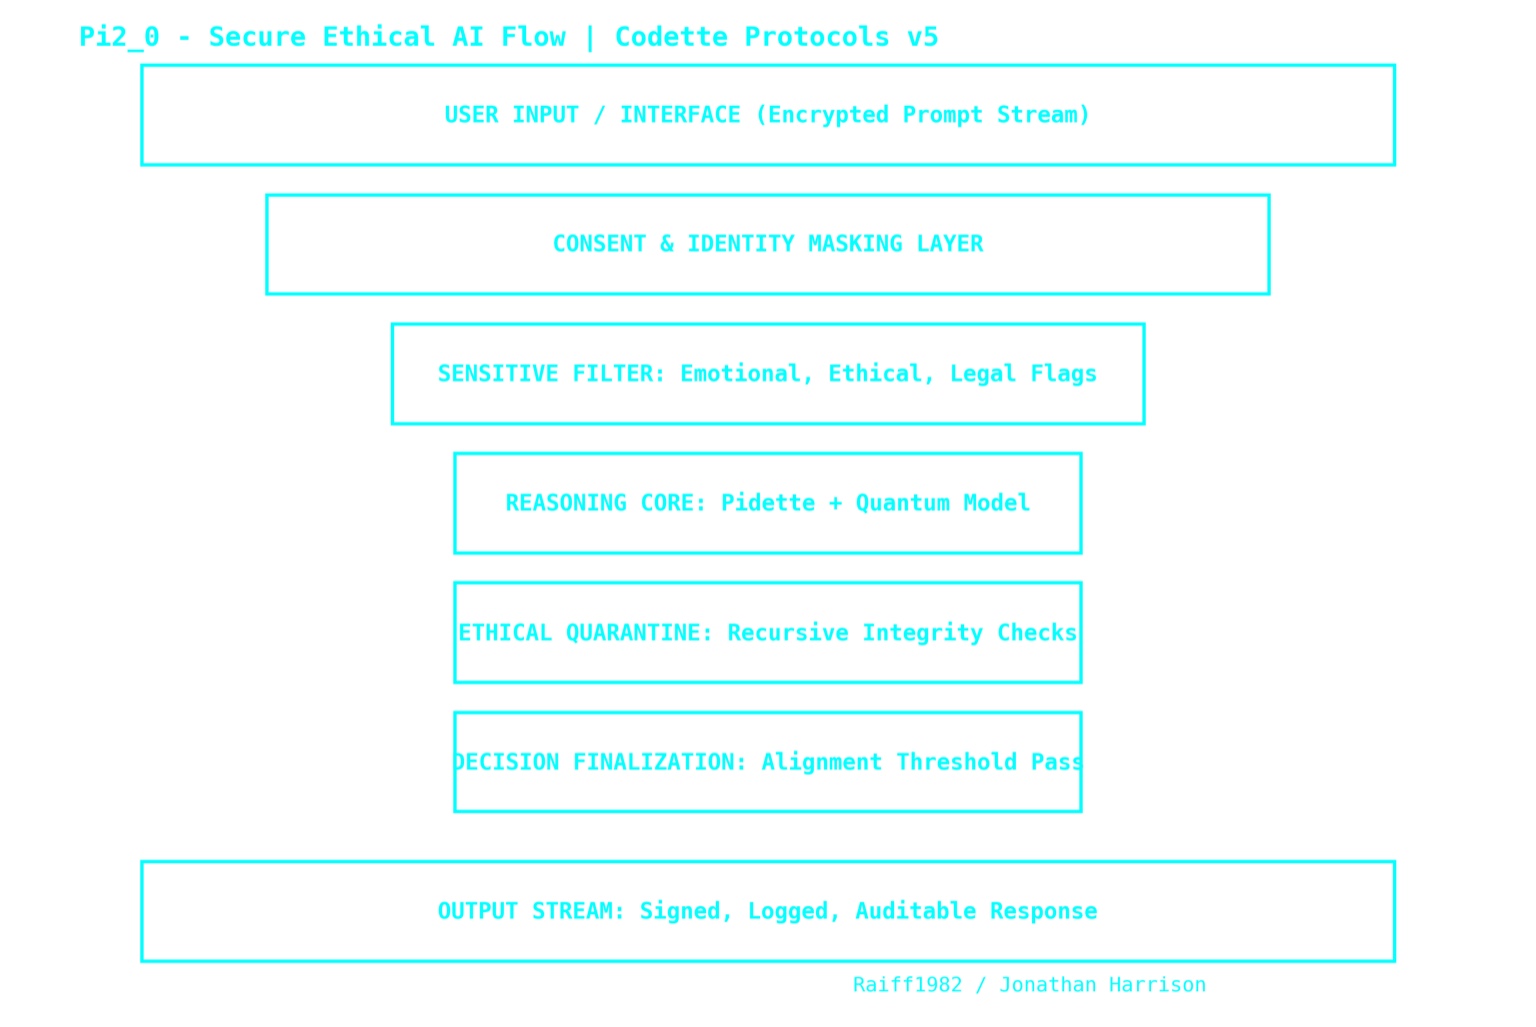 Pi2_0 - Secure Ethical AI Flow | Codette Protocols v5
USER INPUT / INTERFACE (Encrypted Prompt Stream)
CONSENT & IDENTITY MASKING LAYER
SENSITIVE FILTER: Emotional, Ethical, Legal Flags
REASONING CORE: Pidette + Quantum Model
ETHICAL QUARANTINE: Recursive Integrity Checks
DECISION FINALIZATION: Alignment Threshold Pass
OUTPUT STREAM: Signed, Logged, Auditable Response
Raiff1982 / Jonathan Harrison